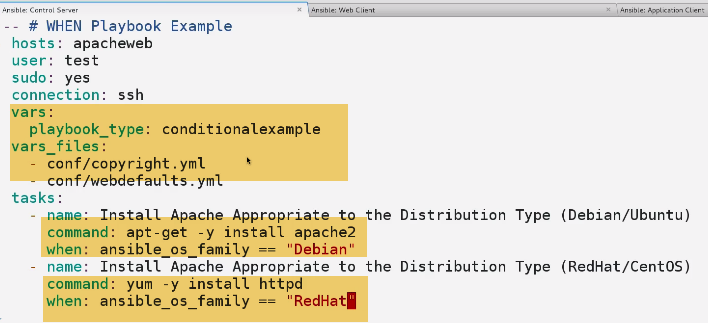 Ansible: Control Server
Ansible: Web Client
Ansible: Application Client
-- # WHEN Playbook Example
hosts: apacheweb
user: test
sudo: yes
connection: ssh
vars:
playbook_type: conditionalexample
vars_files:
- conf/copyright.yml
- conf/webdefaults.yml
tasks:
- name: Install Apache Appropriate to the Distribution Type (Debian/Ubuntu)
command: apt-get -y install apache2
when: ansible_os_family == "Debian"
- name: Install Apache Appropriate to the Distribution Type (RedHat/CentOS)
command: yum -y install httpd
when: ansible_os_family == "RedHat"